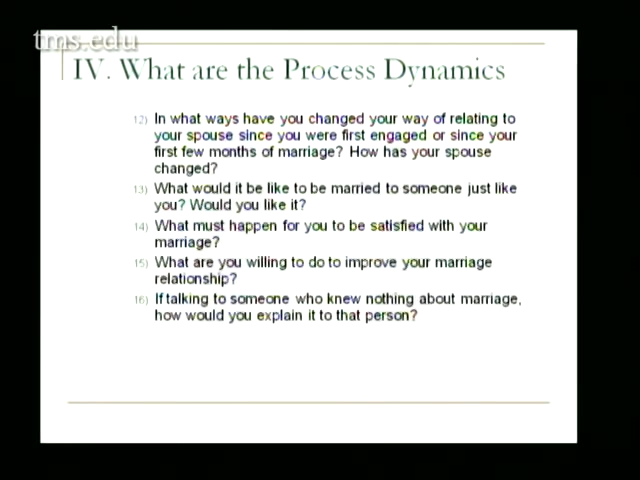 tms.edu
IV. What are the Process Dynamics
12) In what ways have you changed your way of relating to
your spouse since you were first engaged or since your
first few months of marriage? How has your spouse
changed?
13) What would it be like to be married to someone just like
you? Would you like it?
14) What must happen for you to be satisfied with your
marriage?
15) What are you willing to do to improve your marriage
relationship?
16) If talking to someone who knew nothing about marriage,
how would you explain it to that person?